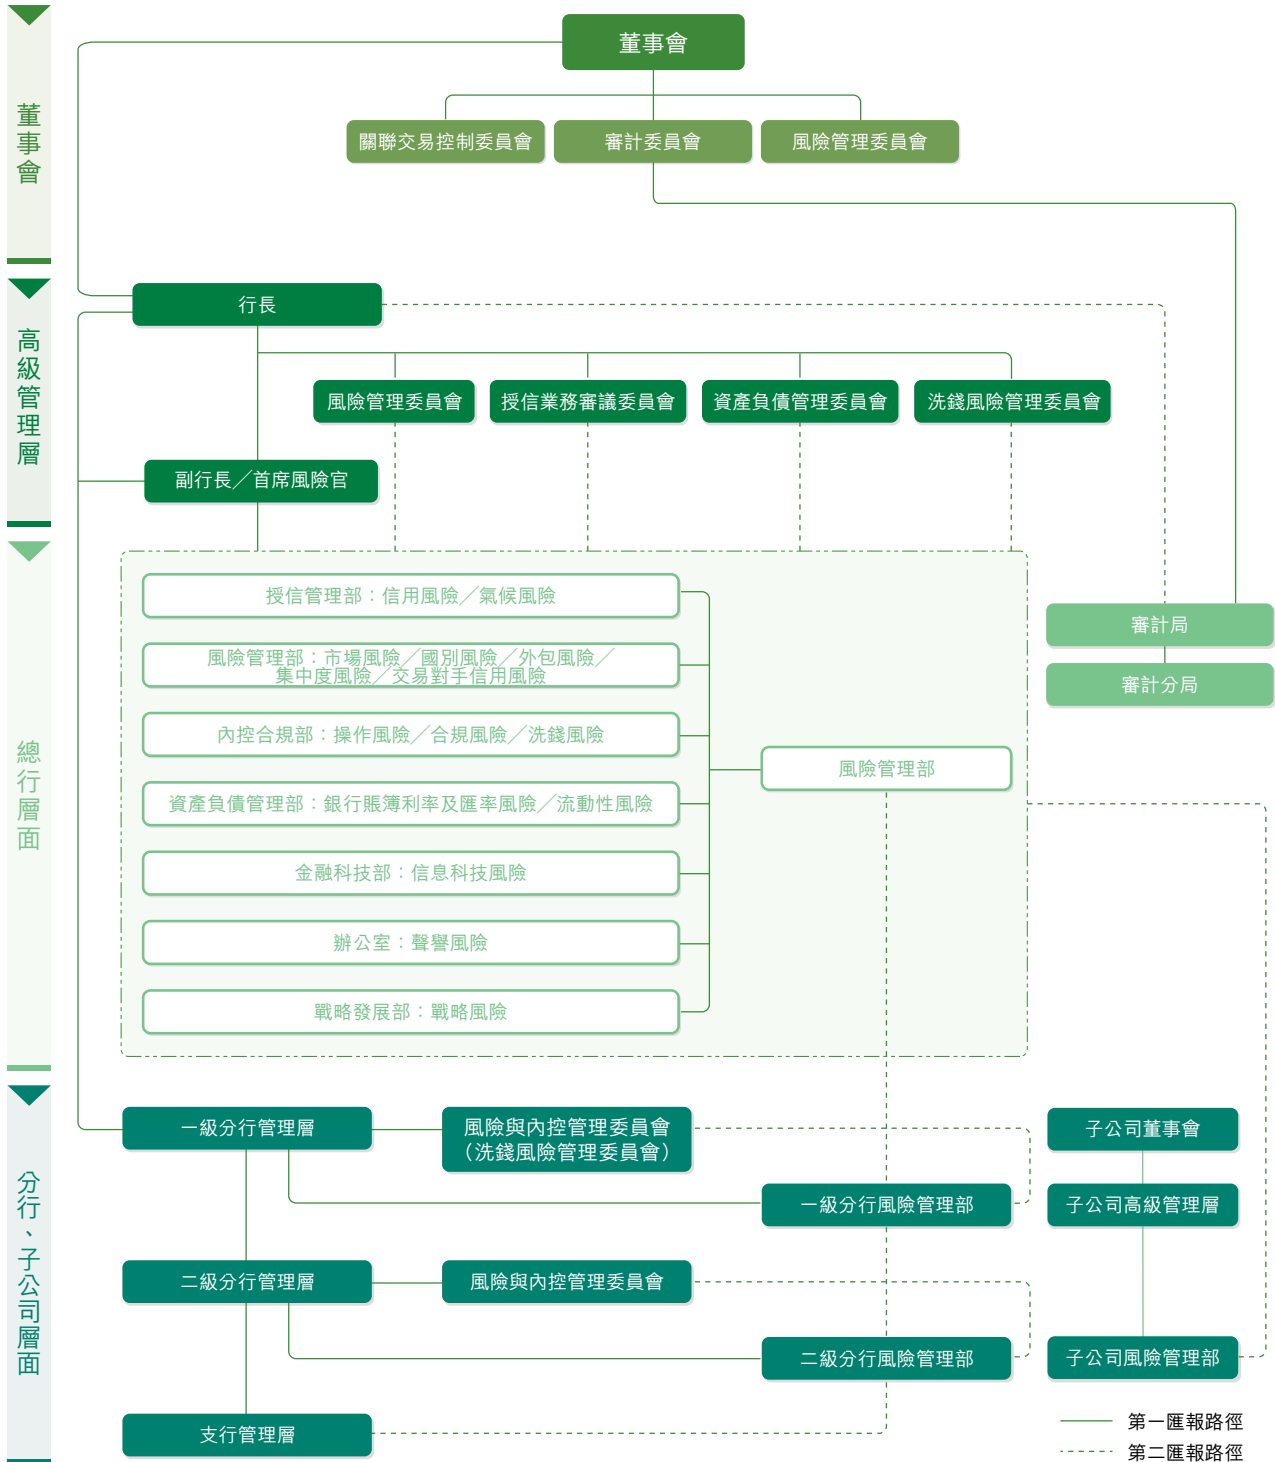 董事會
董事會
關聯交易控制委員會
審計委員會
風險管理委員會
高級管理層
行長
風險管理委員會
授信業務審議委員會
資產負債管理委員會
洗錢風險管理委員會
副行長╱首席風險官
總行層面
授信管理部：信用風險╱氣候風險
風險管理部：市場風險╱國別風險╱外包風險╱
集中度風險╱交易對手信用風險
內控合規部：操作風險╱合規風險╱洗錢風險
資產負債管理部：銀行賬簿利率及匯率風險╱流動性風險
金融科技部：信息科技風險
辦公室：聲譽風險
戰略發展部：戰略風險
風險管理部
審計局
審計分局
分行、子公司層面
一級分行管理層
風險與內控管理委員會
（洗錢風險管理委員會）
一級分行風險管理部
二級分行管理層
風險與內控管理委員會
二級分行風險管理部
支行管理層
子公司董事會
子公司高級管理層
子公司風險管理部
第一匯報路徑
第二匯報路徑